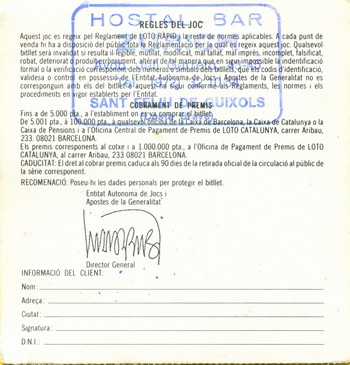 HOSTAL BAR
REGLES DEL JOC
Aquest joc es regeix pel Reglament de LOTO RÀPID i la resta de normes aplicables. A cada punt de
venda hi ha a disposició del públic tota la Reglamentació per la qual es regeix aquest joc. Qualsevol
bitllet serà invalidat si resulta il·legible, mutilat, modificat, mal tallat, mal imprès, incomplet, falsificat,
robat, deteriorat o produït erròniament, alterat de tal manera que en sigui impossible la indentificació
formal o la verificació corresponent dels números o símbols dels bitllets, que els codis d'identificació,
validesa o control en possessió de l'Entitat Autònoma de Jocs i Apostes de la Generalitat no es
corresponguin amb els del bitllet o aquest no sigui conforme als Reglaments, les normes i els
procediments en vigor establerts per l'Entitat.
SANT FELIU DE GUIXOLS
COBRAMENT DE PREMIS
Fins a 5.000 pta., a l'establiment on es va comprar el bitllet.
De 5.001 pta., a 100.000 pta., a qualsevol oficina de la Caixa de Barcelona, la Caixa de Catalunya o la
Caixa de Pensions i a l'Oficina Central de Pagament de Premis de LOTO CATALUNYA, carrer Aribau,
233 08021 BARCELONA.
Els premis corresponents al cotxe i a 1.000.000 pta., a l'Oficina de Pagament de Premis de LOTO
CATALUNYA, al carrer Aribau, 233, 08021 BARCELONA.
CADUCITAT: El dret al cobrar premis caduca als 90 dies de la retirada oficial de la circulació al públic de
la sèrie corresponent.
RECOMENACIÓ: Poseu-hi les dades personals per protegir el bitllet.
Entitat Autonoma de Jocs i
Apostes de la Generalitat
Director General
INFORMACIÓ DEL CLIENT:
Nom:
Adreça:
Ciutat:
Signatura:
D.N.I.: